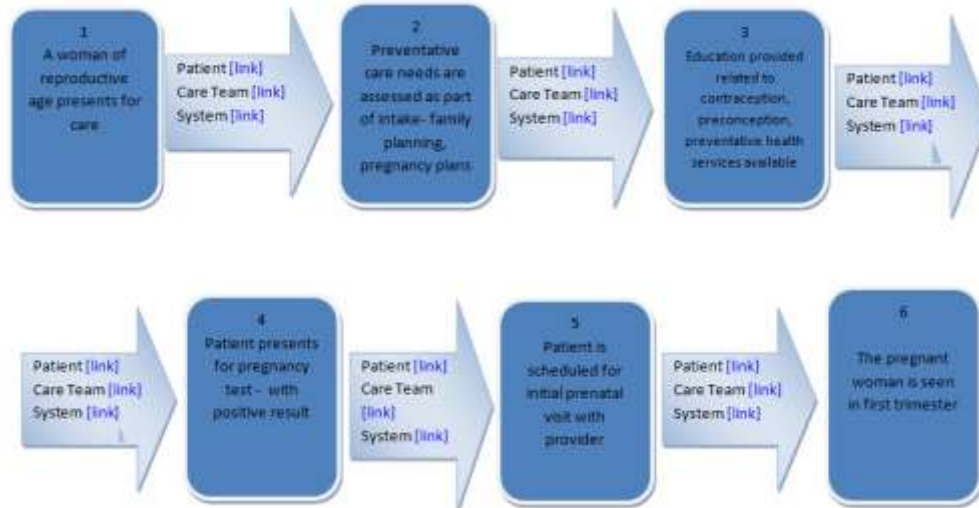 1
A woman of
reproductive
age presents for
care
Patient [link]
Care Team [link]
System [link]
2
Preventative
care needs are
assessed as part
of intake- family
planning,
pregnancy plans
Patient [link]
Care Team [link]
System [link]
3
Education provided
related to
contraception,
preconception,
preventative health
services available
Patient [link]
Care Team [link]
System [link]
Patient [link]
Care Team [link]
System [link]
4
Patient presents
for pregnancy
test - with
positive result
Patient [link]
Care Team
[link]
System [link]
5
Patient is
scheduled for
initial prenatal
visit with
provider
Patient [link]
Care Team [link]
System [link]
6
The pregnant
woman is seen
in first trimester